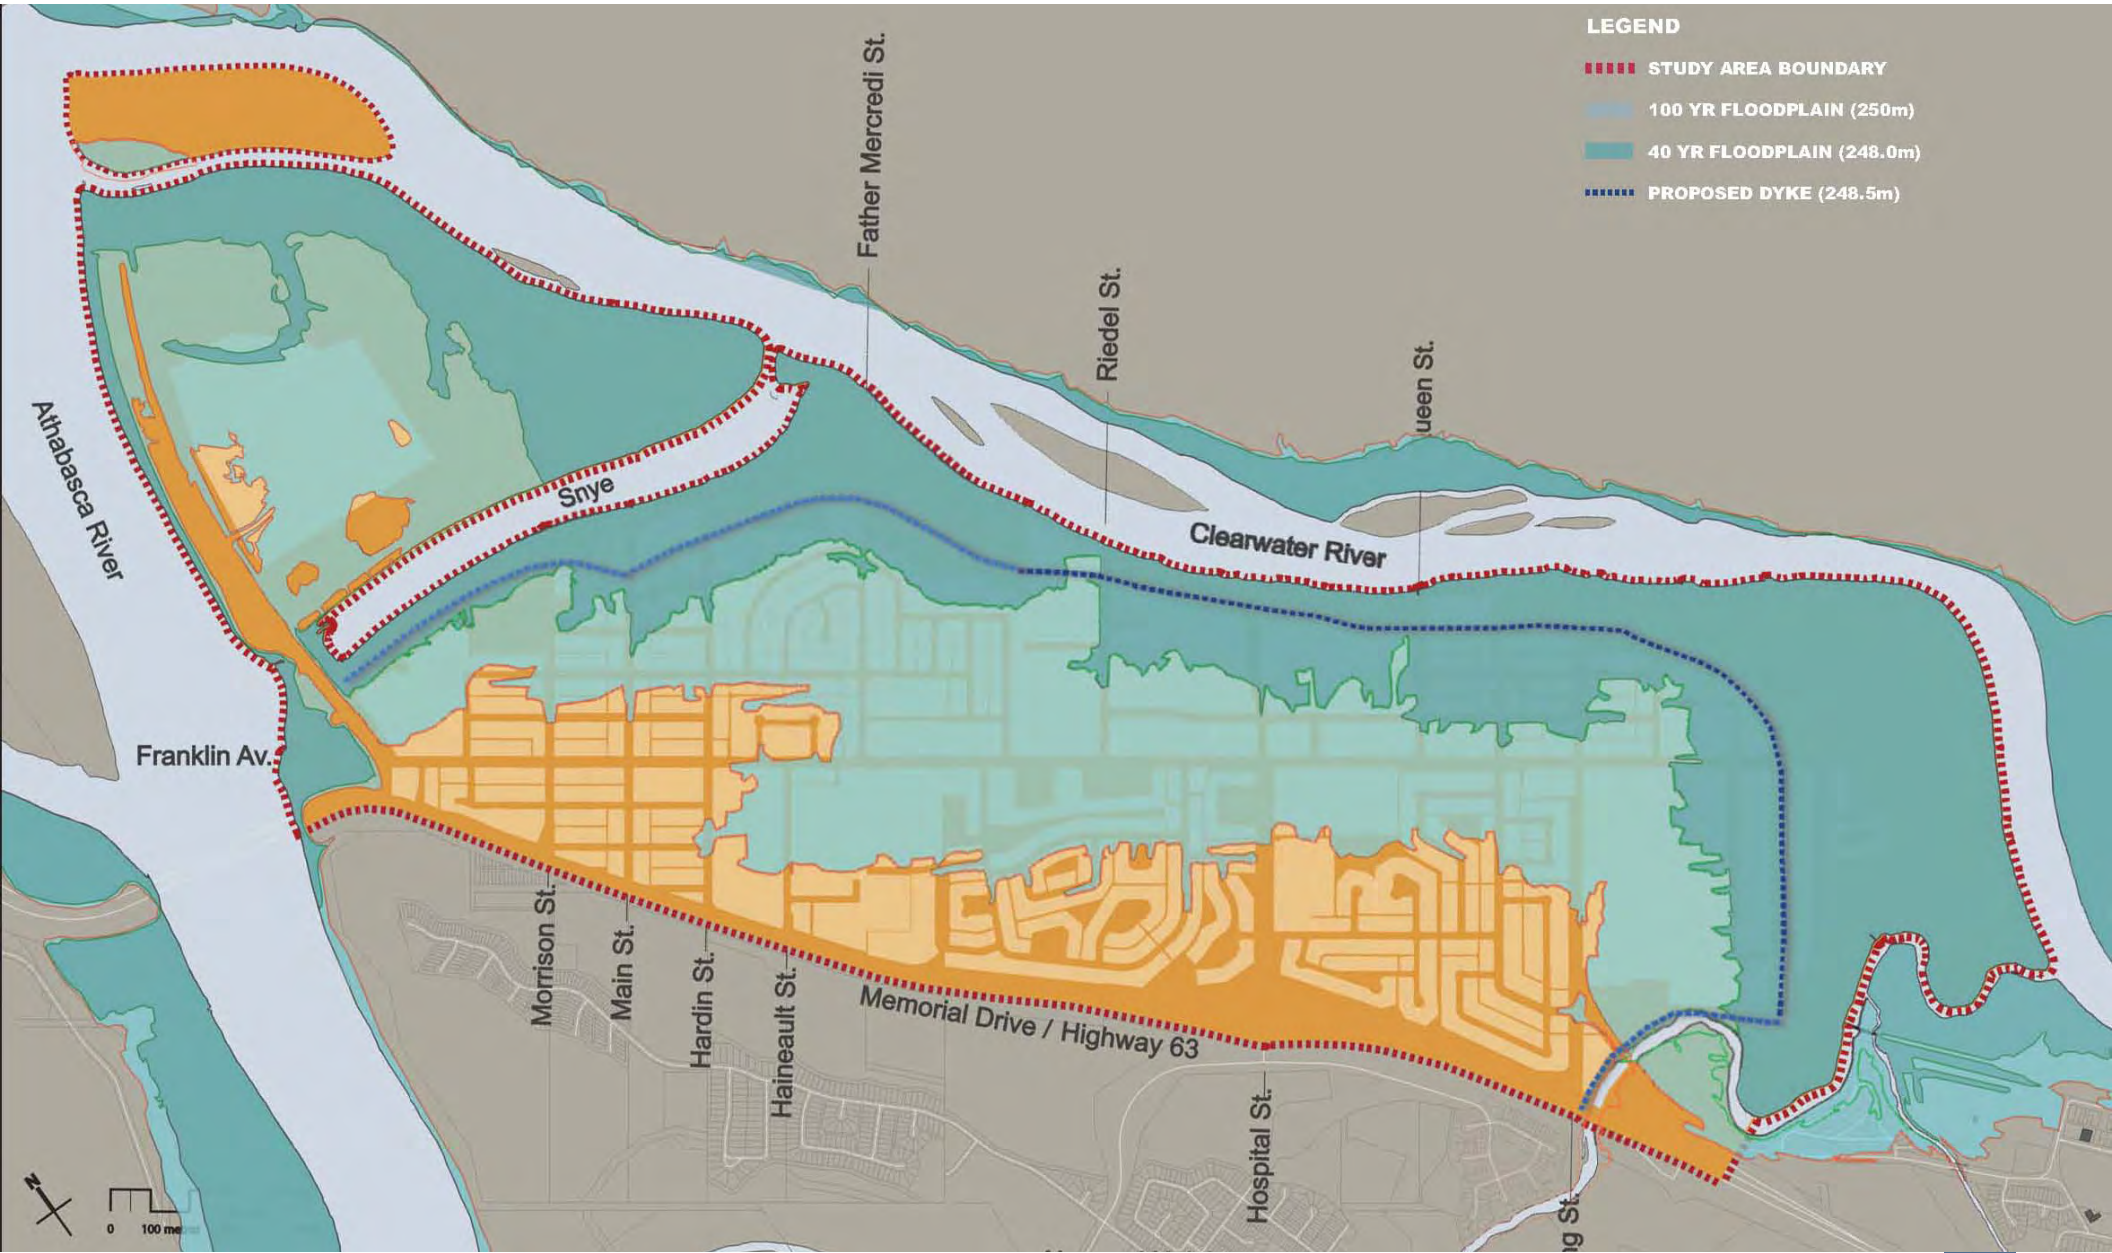 LEGEND
STUDY AREA BOUNDARY
100 YR FLOODPLAIN (250m)
40 YR FLOODPLAIN (248.0m)
PROPOSED DYKE (248.5m)
Father Mercredi St.
Riedel St.
ueen St.
Athabasca River
Snye
Clearwater River
Franklin Av.
Morrison St.
Main St.
Hardin St.
Haineault St.
Memorial Drive / Highway 63
Hospital St.
ng St.
N
0 100 me